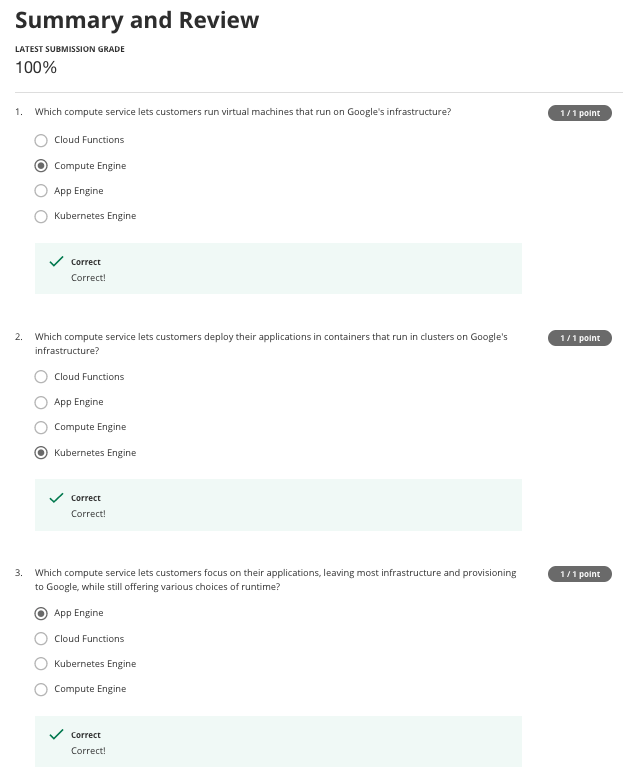 Summary and Review
LATEST SUBMISSION GRADE
100%
1. Which compute service lets customers run virtual machines that run on Google's infrastructure?
1 / 1 point
Cloud Functions
Compute Engine
App Engine
Kubernetes Engine
Correct
Correct!
2. Which compute service lets customers deploy their applications in containers that run in clusters on Google's
infrastructure?
1 / 1 point
Cloud Functions
App Engine
Compute Engine
Kubernetes Engine
Correct
Correct!
3. Which compute service lets customers focus on their applications, leaving most infrastructure and provisioning
to Google, while still offering various choices of runtime?
1 / 1 point
App Engine
Cloud Functions
Kubernetes Engine
Compute Engine
Correct
Correct!